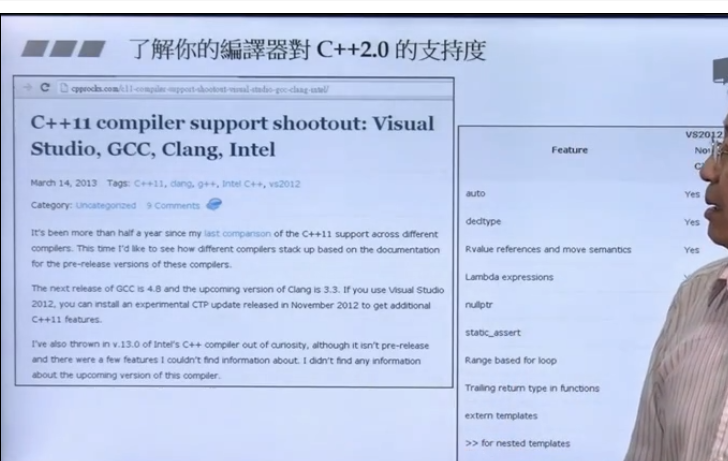 了解你的編譯器對 C++2.0 的支持度
cpprocks.com/c11-compiler-support-shootout-visual-studio-gcc-clang-intel/
C++11 compiler support shootout: Visual
Studio, GCC, Clang, Intel
March 14, 2013 Tags: C++11, clang, g++, Intel C++, vs2012
Category: Uncategorized 9 Comments
It's been more than half a year since my last comparison of the C++11 support across different
compilers. This time I'd like to see how different compilers stack up based on the documentation
for the pre-release versions of these compilers.
The next release of GCC is 4.8 and the upcoming version of Clang is 3.3. If you use Visual Studio
2012, you can install an experimental CTP update released in November 2012 to get additional
C++11 features.
I've also thrown in v.13.0 of Intel's C++ compiler out of curiosity, although it isn't pre-release
and there were a few features I couldn't find information about. I didn't find any information
about the upcoming version of this compiler.
Feature VS2012
auto Yes
decltype Yes
Rvalue references and move semantics Yes
Lambda expressions
nullptr
static_assert
Range based for loop
Trailing return type in functions
extern templates
>> for nested templates